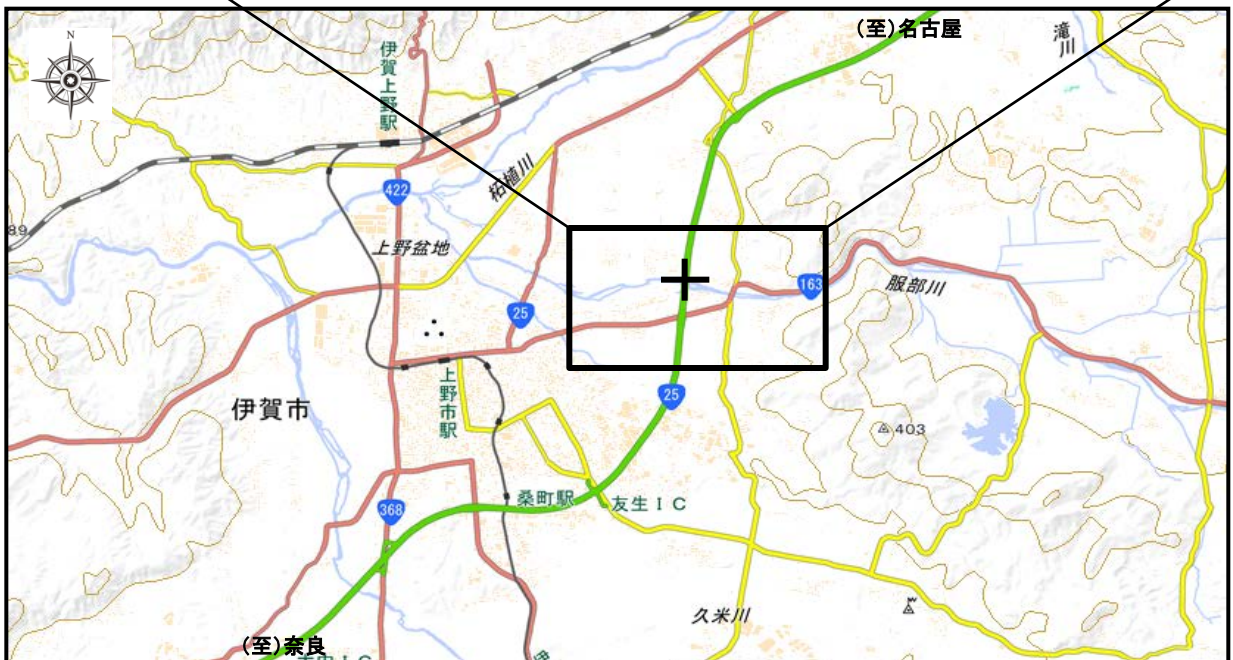 N
(至)名古屋
滝川
伊賀上野駅
柘植川
422
89
上野盆地
163
服部川
25
上野市駅
25
伊賀市
403
桑町駅
友生IC
368
久米川
(至)奈良